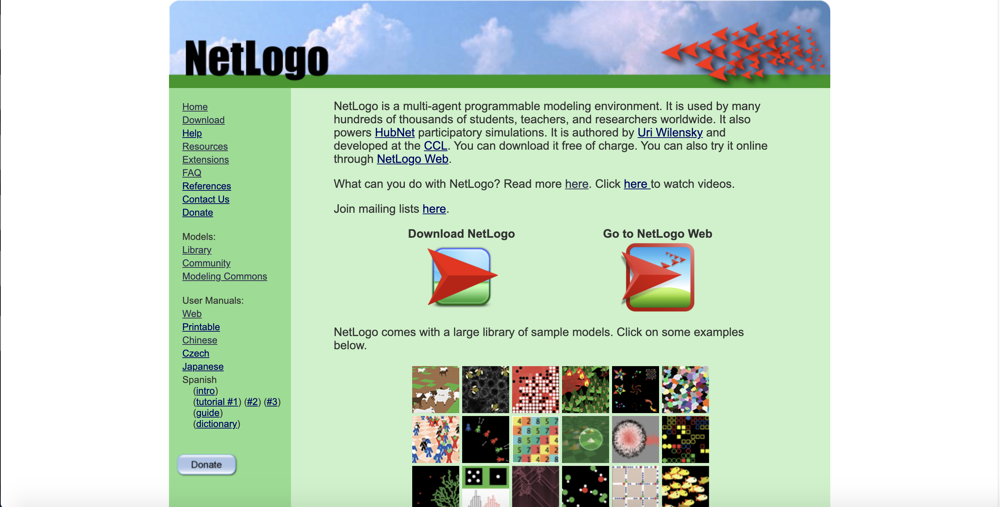 NetLogo
Home
Download
Help
Resources
Extensions
FAQ
References
Contact Us
Donate
Models:
Library
Community
Modeling Commons
User Manuals:
Web
Printable
Chinese
Czech
Japanese
Spanish
(intro)
(tutorial #1) (#2) (#3)
(guide)
(dictionary)
Donate
NetLogo is a multi-agent programmable modeling environment. It is used by many
hundreds of thousands of students, teachers, and researchers worldwide. It also
powers HubNet participatory simulations. It is authored by Uri Wilensky and
developed at the CCL. You can download it free of charge. You can also try it online
through NetLogo Web.
What can you do with NetLogo? Read more here. Click here to watch videos.
Join mailing lists here.
Download NetLogo
Go to NetLogo Web
NetLogo comes with a large library of sample models. Click on some examples
below.
4 2 8 5 7
2 8 5 7 1
8 5 7 1 4
5 7 1 4 2
7 1 4 2 8